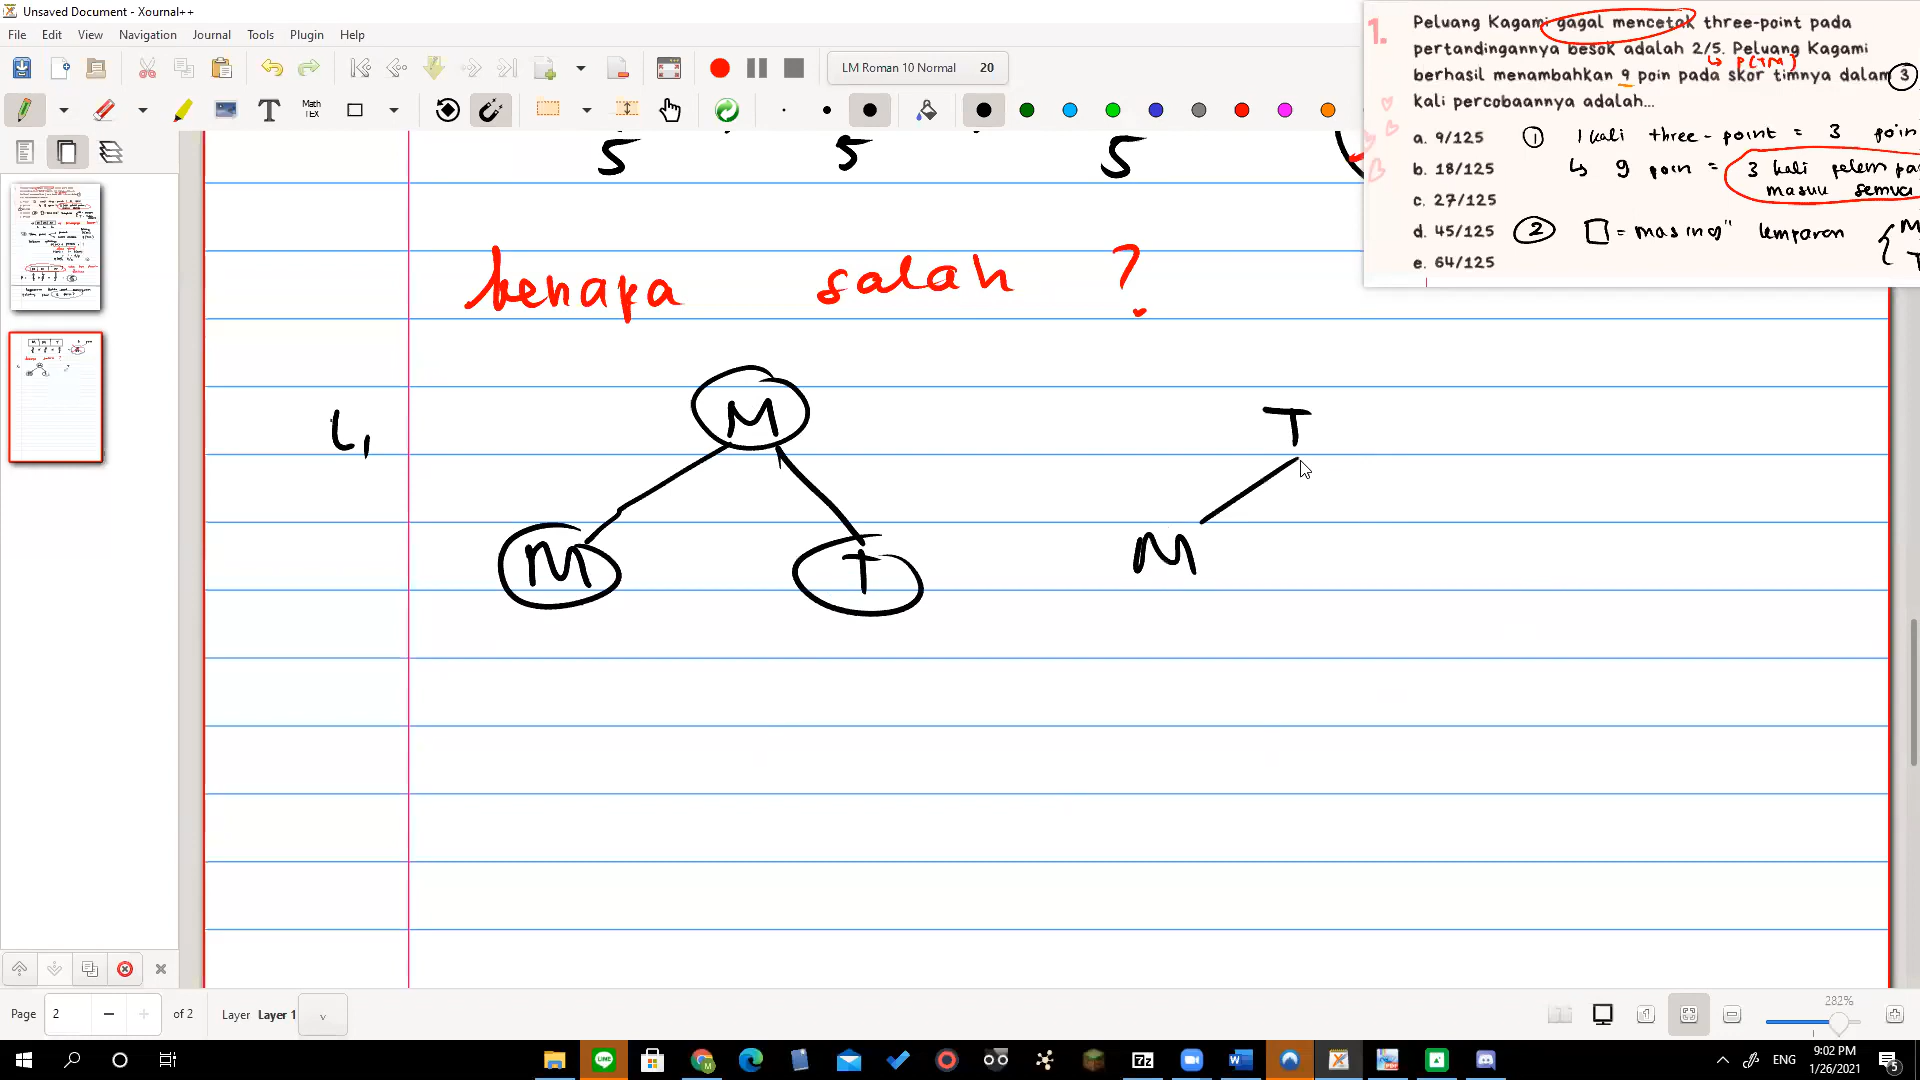 Unsaved Document - Xournal++
File Edit View Navigation Journal Tools Plugin Help
LM Roman 10 Normal 20
Math TEX
1. Peluang Kagami gagal mencetak three-point pada
pertandingannya besok adalah 2/5. Peluang Kagami
↳ P(TM)
berhasil menambahkan 9 poin pada skor timnya dalam 3
kali percobaannya adalah...
a. 9/125
b. 18/125
c. 27/125
d. 45/125
e. 64/125
① 1 kali three-point = 3 poin
↳ 9 poin = 3 kali
masuk semua
② □ = masing" lemparan { M
T
5 5 5
kenapa salah ?
L1 M T
M T M
Page 2 of 2 Layer Layer 1
282%
ENG
9:02 PM
1/26/2021